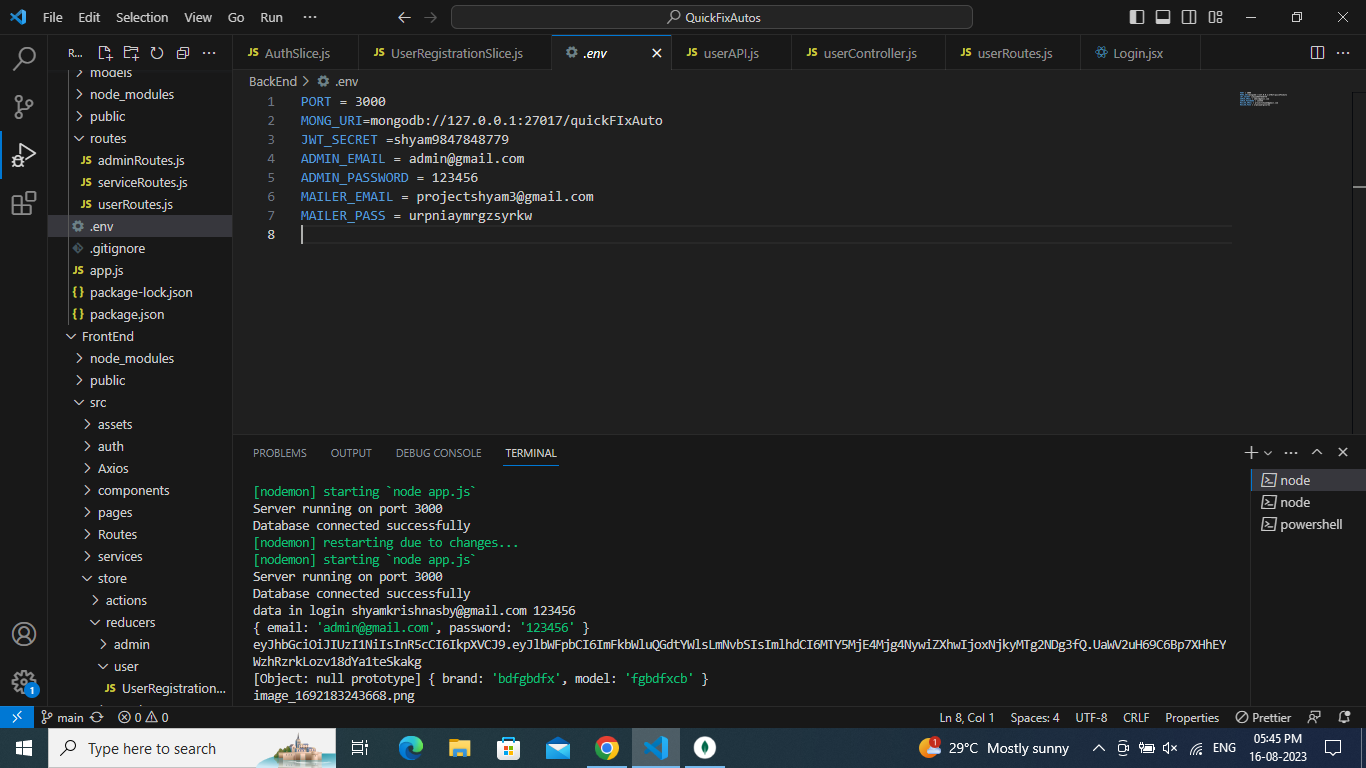 File Edit Selection View Go Run ···
QuickFixAutos
R...
AuthSlice.js UserRegistrationSlice.js .env userAPI.js userController.js userRoutes.js Login.jsx
BackEnd > .env
models
node_modules
public
routes
adminRoutes.js
serviceRoutes.js
userRoutes.js
.env
.gitignore
app.js
package-lock.json
package.json
FrontEnd
node_modules
public
src
assets
auth
Axios
components
pages
Routes
services
store
actions
reducers
admin
user
UserRegistration...
1 PORT = 3000
2 MONG_URI=mongodb://127.0.0.1:27017/quickFIxAuto
3 JWT_SECRET =shyam9847848779
4 ADMIN_EMAIL = admin@gmail.com
5 ADMIN_PASSWORD = 123456
6 MAILER_EMAIL = projectshyam3@gmail.com
7 MAILER_PASS = urpniaymrgzsyrkw
8
PROBLEMS OUTPUT DEBUG CONSOLE TERMINAL
[nodemon] starting `node app.js`
Server running on port 3000
Database connected successfully
[nodemon] restarting due to changes...
[nodemon] starting `node app.js`
Server running on port 3000
Database connected successfully
data in login shyamkrishnasby@gmail.com 123456
{ email: 'admin@gmail.com', password: '123456' }
eyJhbGciOiJIUzI1NiIsInR5cCI6IkpXVCJ9.eyJlbWFpbCI6ImFkbWluQGdtYWlsLmNvbSIsImlhdCI6MTY5MjE4Mjg4NywiZXhwIjoxNjkyMTg2NDg3fQ.UaWV2uH69C6Bp7XHhEY
WzhRzrkLozv18dYa1teSkakg
[Object: null prototype] { brand: 'bdfgbdfx', model: 'fgbdfxcb' }
image_1692183243668.png
node
node
powershell
main 0 0 Ln 8, Col 1 Spaces: 4 UTF-8 CRLF Properties Prettier
Type here to search
29°C Mostly sunny ENG
05:45 PM
16-08-2023